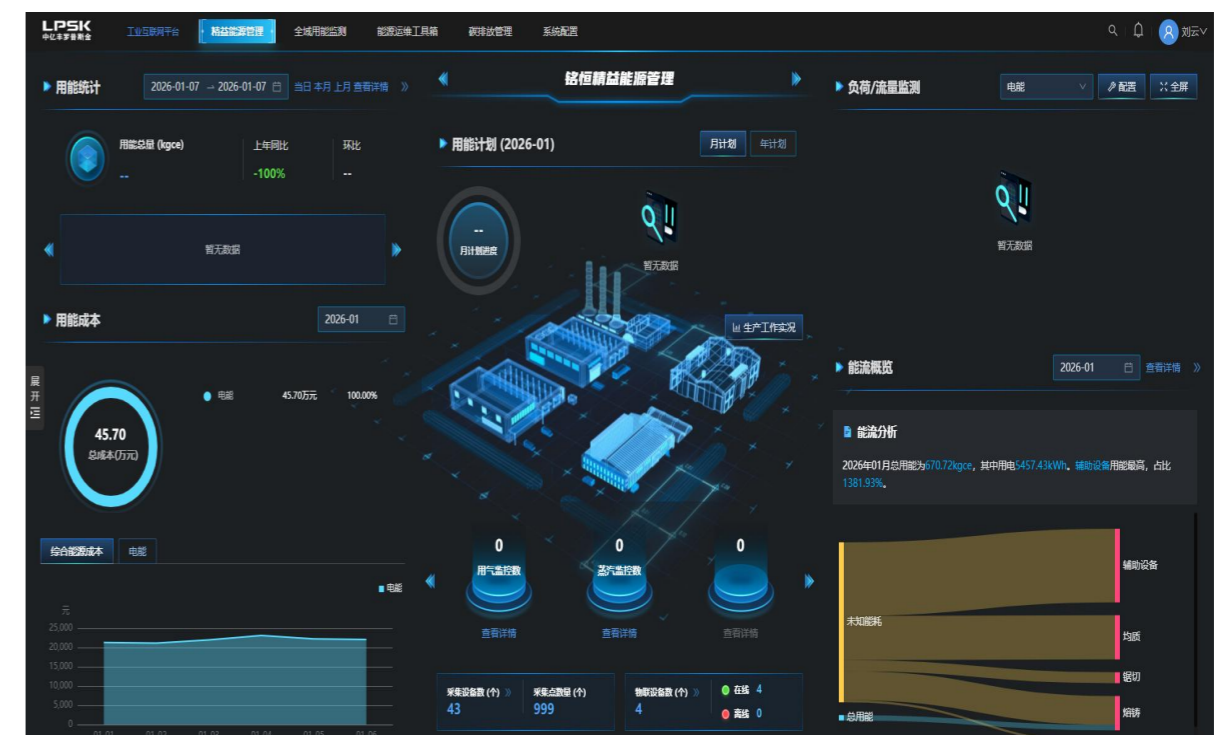 LPSK
中亿丰罗普斯金
工业互联网平台
精益能源管理
全域用能监测
能源运维工具箱
碳排放管理
系统配置
刘云
用能统计
2026-01-07 → 2026-01-07
当日 本月 上月 查看详情 》
用能总量 (kgce)
--
上年同比
-100%
环比
--
暂无数据
用能成本
2026-01
45.70
总成本(万元)
电能 45.70万元 100.00%
综合能源成本
电能
电能
元
25,000
20,000
15,000
10,000
5,000
0
01-01 01-02 01-03 01-04 01-05 01-06
展开
铭恒精益能源管理
用能计划 (2026-01)
月计划
年计划
--
月计划进度
暂无数据
生产工作实况
0
用气监控数
查看详情
0
蒸汽监控数
查看详情
0
查看详情
采集设备数 (个) 》
43
采集点数量 (个)
999
物联设备数 (个) 》
4
在线 4
离线 0
负荷/流量监测
电能
配置
全屏
暂无数据
能流概览
2026-01
查看详情 》
能流分析
2026年01月总用能为670.72kgce，其中用电5457.43kWh。辅助设备用能最高，占比
1381.93%。
未知能耗
总用能
辅助设备
均质
锯切
熔铸